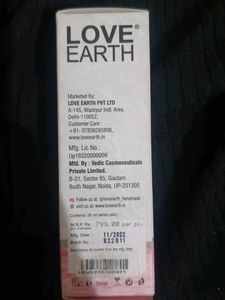 LOVE®
EARTH
Marketed By:
LOVE EARTH PVT LTD
A-145, Wazirpur Indl. Area,
Delhi-110052,
Customer Care
+91- 07838283898,
www.loveearth.in
Mfg. Lic No.:
Up16320000009
Mfd. By : Vedic Cosmeceuticals
Private Limited.
B-31, Sector 85, Gautam
Budh Nagar, Noida, UP-201305
Follow us at @loveearth_handmade
visit us at: www.loveearth.in
Contents: 30 ml (when pkd.)
M.R.P. Rs. 799.00 per pc.
Mfg. Date 11/2022
Batch No. B22811
30ml